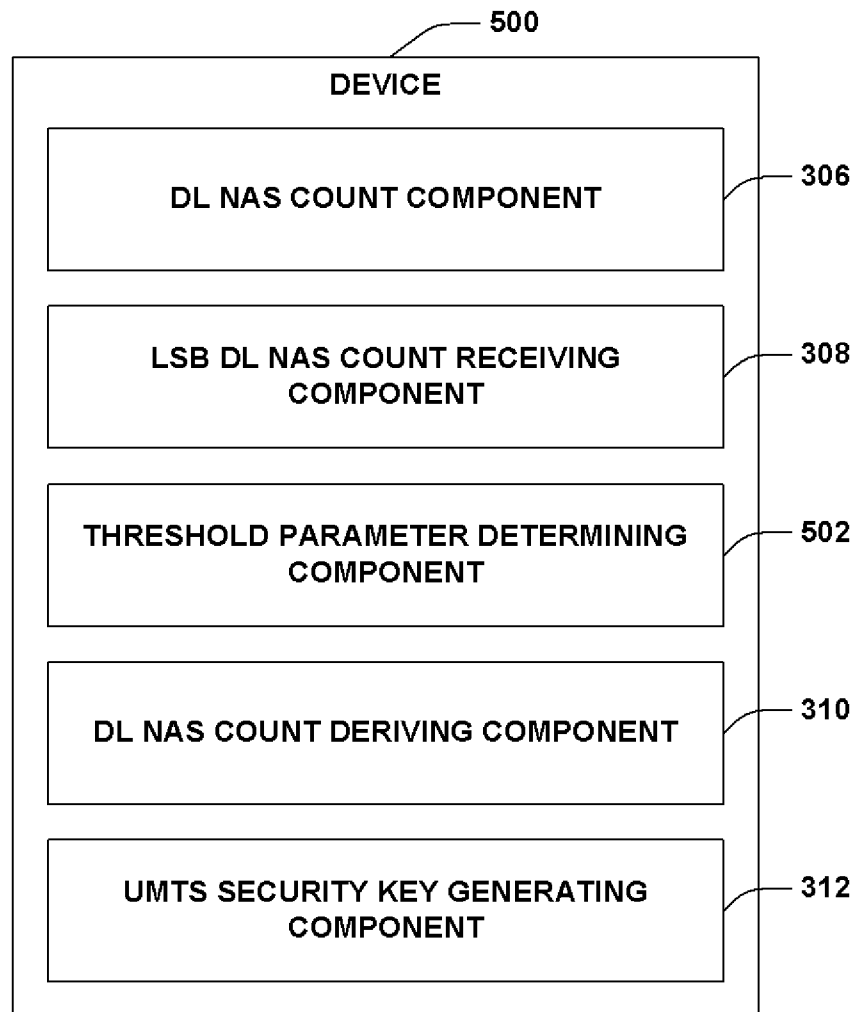 500
DEVICE
DL NAS COUNT COMPONENT
306
LSB DL NAS COUNT RECEIVING
COMPONENT
308
THRESHOLD PARAMETER DETERMINING
COMPONENT
502
DL NAS COUNT DERIVING COMPONENT
310
UMTS SECURITY KEY GENERATING
COMPONENT
312